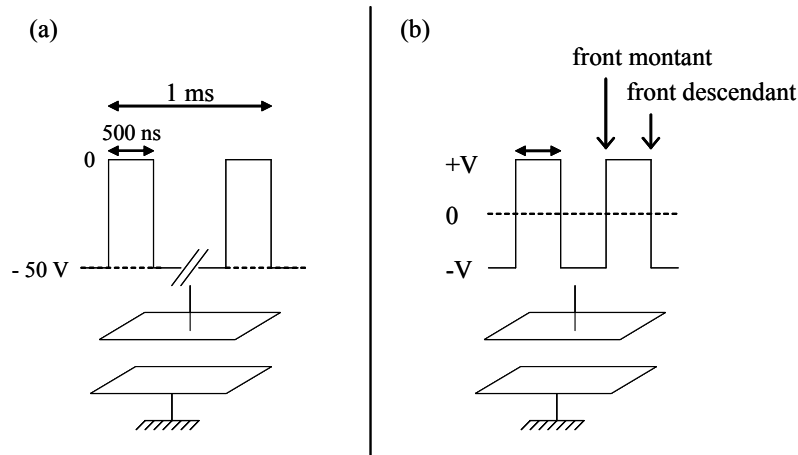 (a)
1 ms
500 ns
0
- 50 V
(b)
front montant
front descendant
+V
0
-V